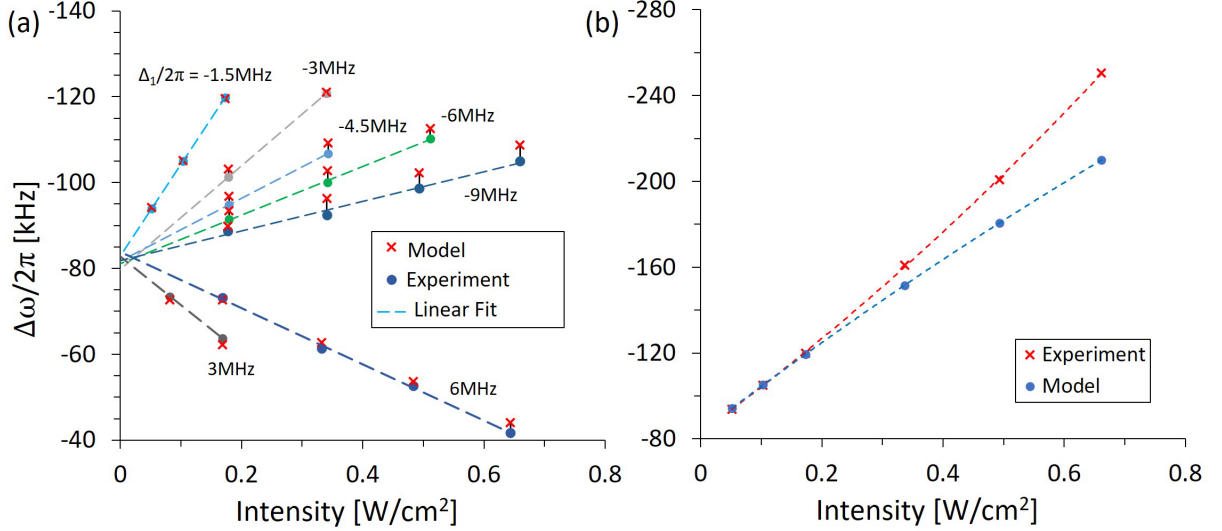 (a)
-140
-120
-100
-80
-60
-40
Δω/2π [kHz]
0
0.2
0.4
0.6
0.8
Intensity [W/cm²]
Δ₁/2π = -1.5MHz
-3MHz
-4.5MHz
-6MHz
-9MHz
Model
Experiment
Linear Fit
3MHz
6MHz
(b)
-280
-240
-200
-160
-120
-80
0
0.2
0.4
0.6
0.8
Intensity [W/cm²]
Experiment
Model